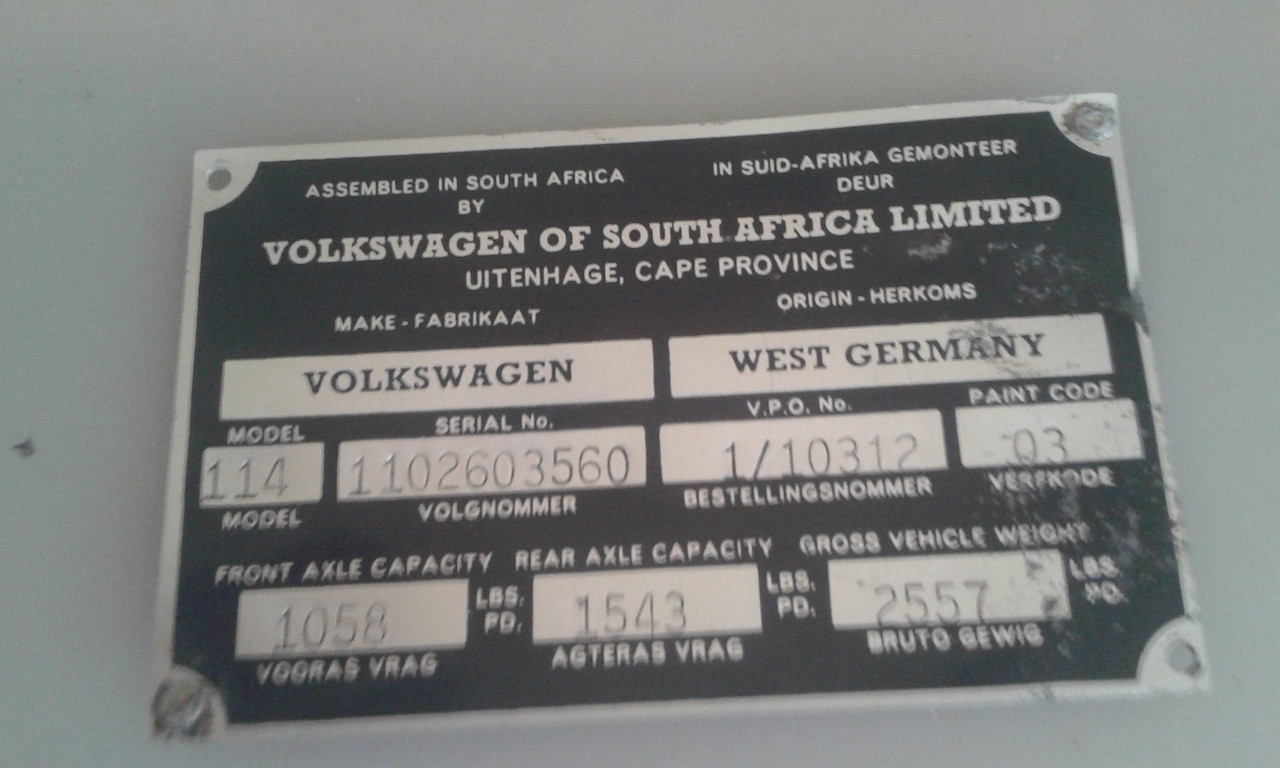 ASSEMBLED IN SOUTH AFRICA IN SUID-AFRIKA GEMONTEER
BY DEUR
VOLKSWAGEN OF SOUTH AFRICA LIMITED
UITENHAGE, CAPE PROVINCE
MAKE - FABRIKAAT ORIGIN - HERKOMS
VOLKSWAGEN WEST GERMANY
MODEL SERIAL No. V.P.O. No. PAINT CODE
114 1102603560 1/10312 03
MODEL VOLGNOMMER BESTELLINGSNOMMER VERFKODE
FRONT AXLE CAPACITY REAR AXLE CAPACITY GROSS VEHICLE WEIGHT
1058 LBS. 1543 LBS. 2557 LBS.
PD. PD. PD.
VOORAS VRAG AGTERAS VRAG BRUTO GEWIG